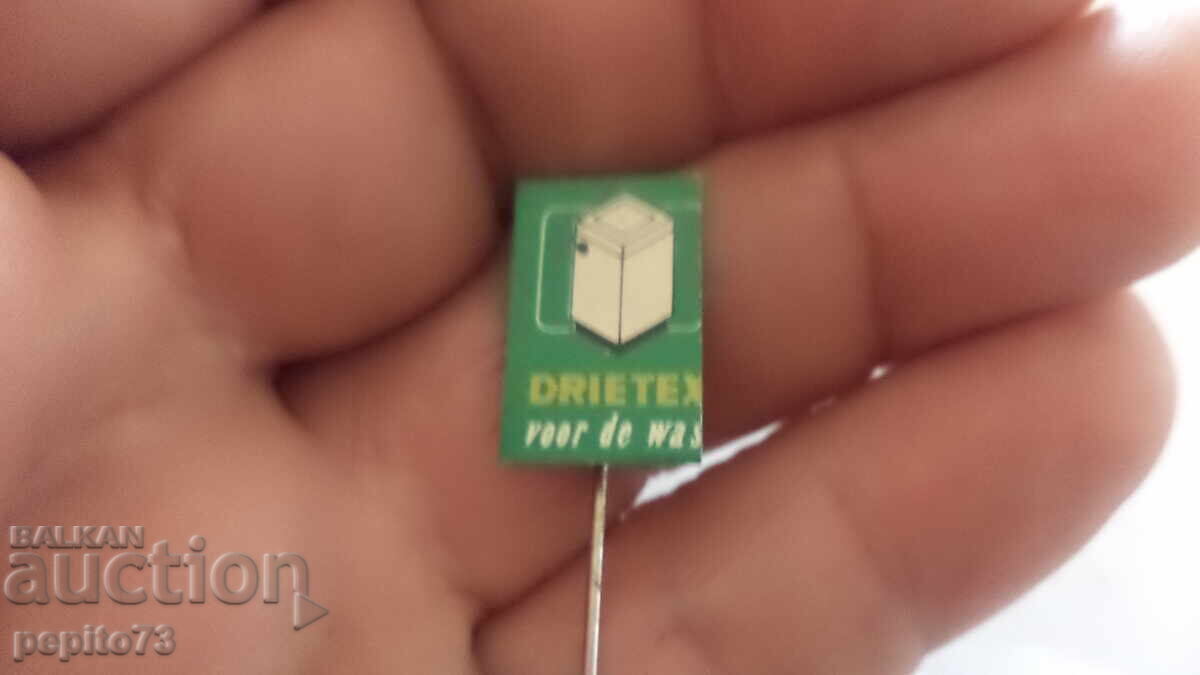 DRIETEX
voor de was
BALKAN
auction
pepito73